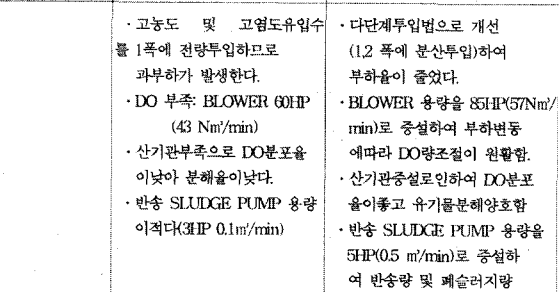 · 고농도 및 고염도유입수
를 1폭에 전량투입하므로
과부하가 발생한다.
· DO 부족: BLOWER 60HP
(43 Nm³/min)
· 산기관부족으로 DO분포율
이낮아 분해율이낮다.
· 반송 SLUDGE PUMP 용량
이적다(3HP 0.1㎥/min)
· 다단계투입법으로 개선
(1,2 폭에 분산투입)하여
부하율이 줄었다.
· BLOWER 용량을 85HP(57Nm³/
min)로 증설하여 부하변동
에따라 DO량조절이 원활함.
· 산기관증설로인하여 DO분포
율이좋고 유기물분해양호함
· 반송 SLUDGE PUMP 용량을
5HP(0.5 ㎥/min)로 증설하
여 반송량 및 폐슬러지량